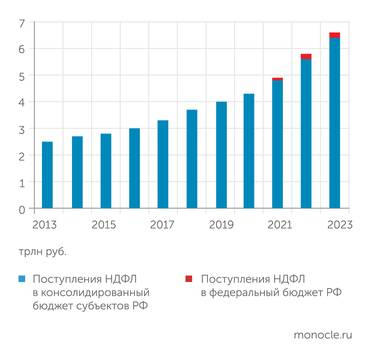 7
6
5
4
3
2
1
0
2013 2015 2017 2019 2021 2023
трлн руб.
Поступления НДФЛ
в консолидированный
бюджет субъектов РФ
Поступления НДФЛ
в федеральный бюджет РФ
monocle.ru